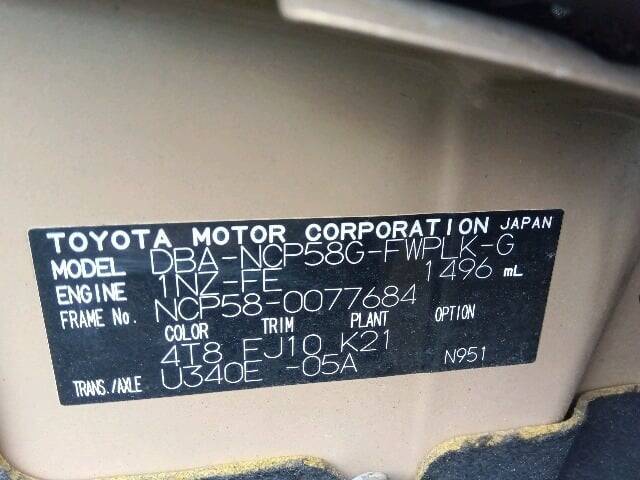 TOYOTA MOTOR CORPORATION JAPAN
MODEL DBA-NCP58G-FWPLK-G
ENGINE 1NZ-FE 1496 mL
FRAME No. NCP58-0077684
COLOR TRIM PLANT OPTION
4T8 FJ10 K21
TRANS./AXLE U340E -05A N951